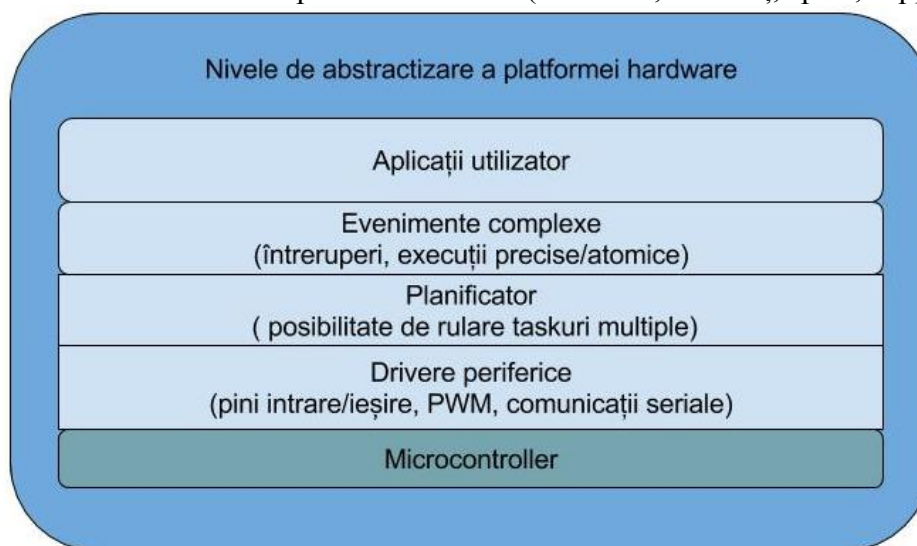 Nivele de abstractizare a platformei hardware
Aplicații utilizator
Evenimente complexe
(întreruperi, execuții precise/atomice)
Planificator
( posibilitate de rulare taskuri multiple)
Drivere periferice
(pini intrare/ieșire, PWM, comunicații seriale)
Microcontroller